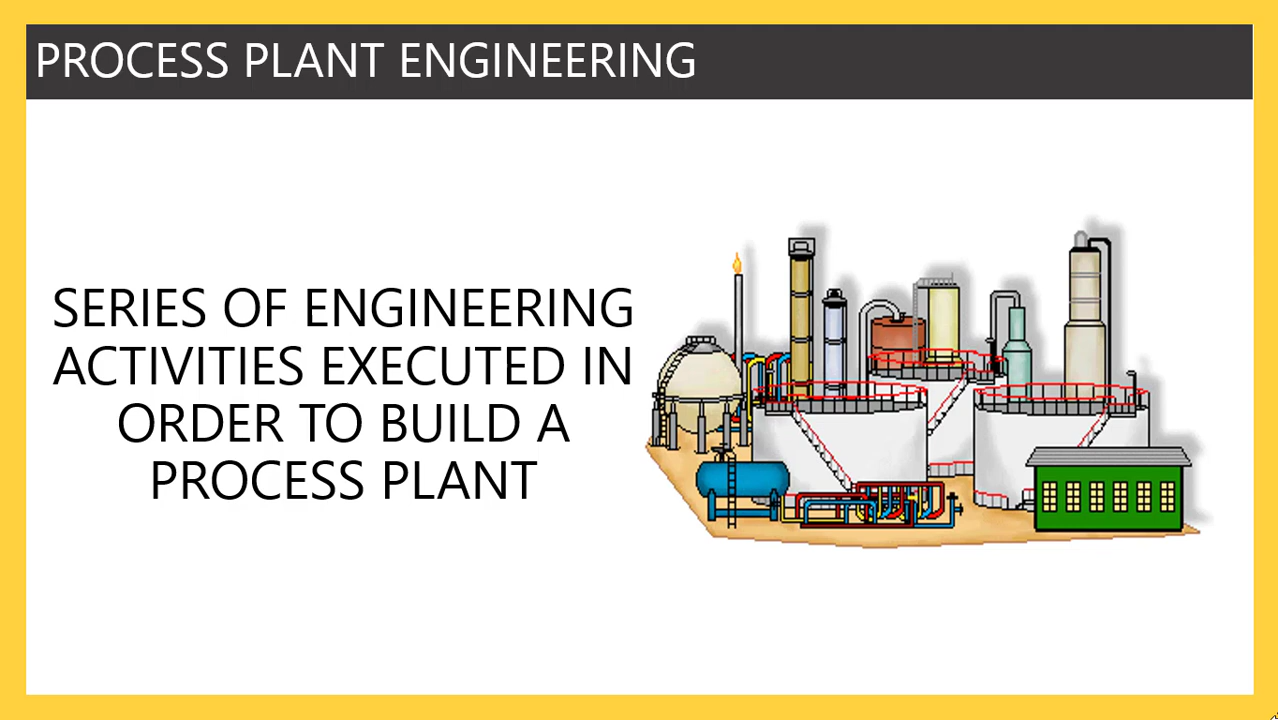 PROCESS PLANT ENGINEERING
SERIES OF ENGINEERING
ACTIVITIES EXECUTED IN
ORDER TO BUILD A
PROCESS PLANT